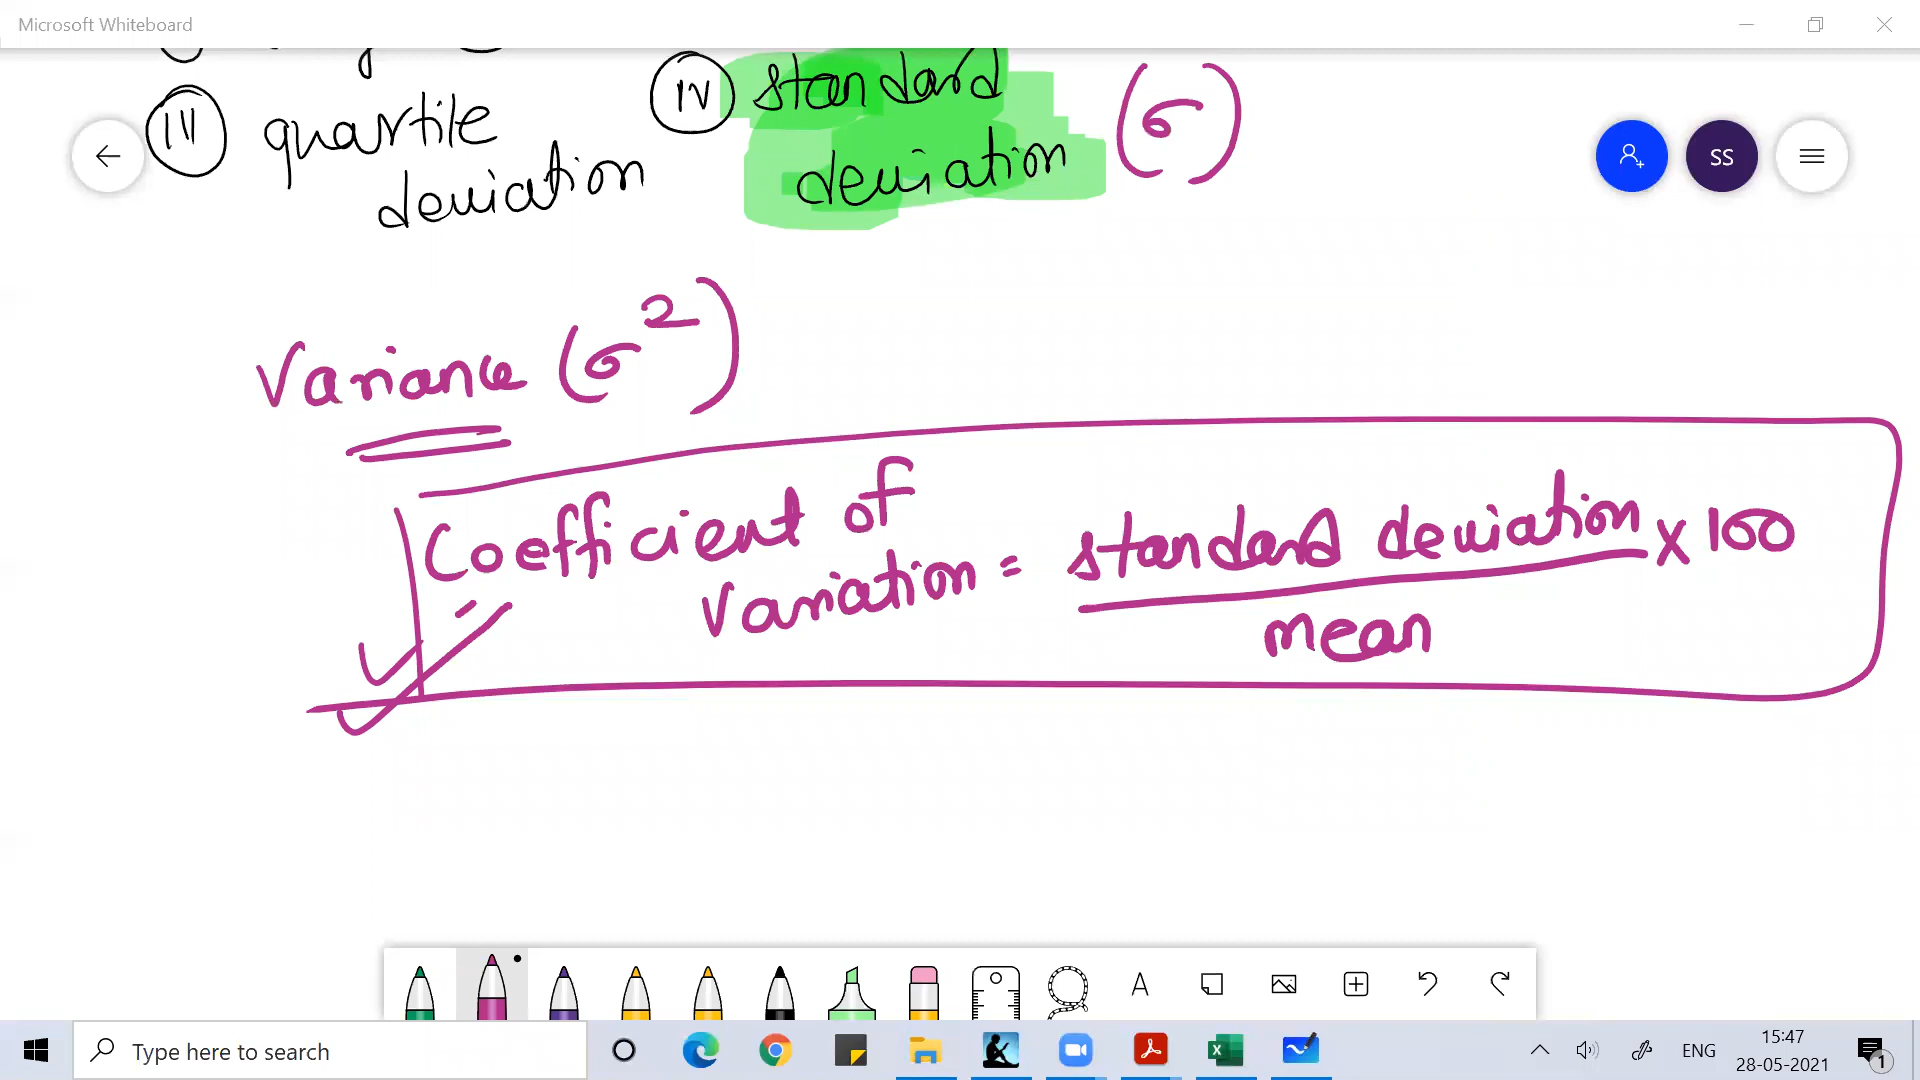 Microsoft Whiteboard
III quartile deviation
IV standard deviation (σ)
SS
Variance (σ²)
Coefficient of Variation = standard deviation / mean × 100
A
Type here to search
ENG
15:47
28-05-2021
1